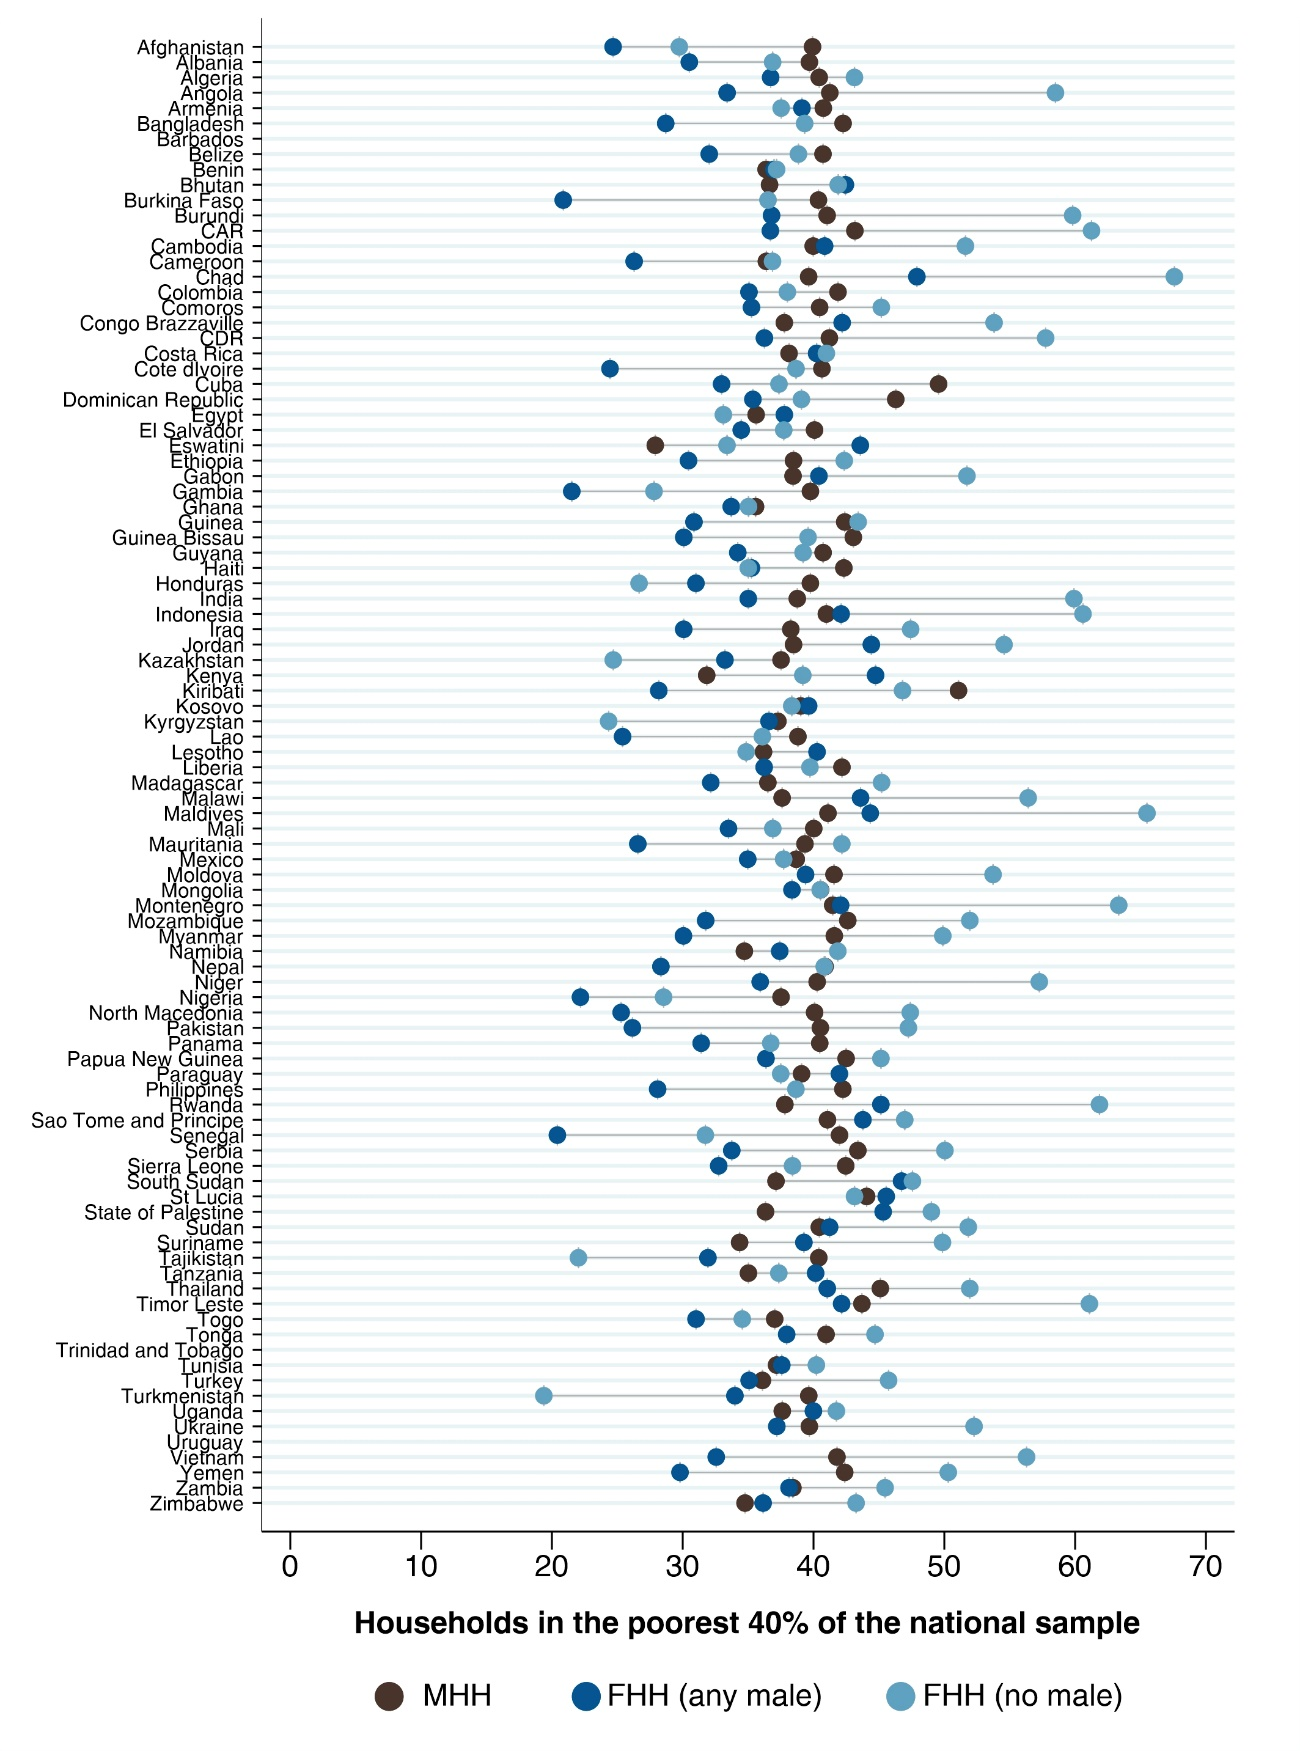 Afghanistan
Albania
Algeria
Angola
Armenia
Bangladesh
Barbados
Belize
Benin
Bhutan
Burkina Faso
Burundi
CAR
Cambodia
Cameroon
Chad
Colombia
Comoros
Congo Brazzaville
CDR
Costa Rica
Cote dIvoire
Cuba
Dominican Republic
Egypt
El Salvador
Eswatini
Ethiopia
Gabon
Gambia
Ghana
Guinea
Guinea Bissau
Guyana
Haiti
Honduras
India
Indonesia
Iraq
Jordan
Kazakhstan
Kenya
Kiribati
Kosovo
Kyrgyzstan
Lao
Lesotho
Liberia
Madagascar
Malawi
Maldives
Mali
Mauritania
Mexico
Moldova
Mongolia
Montenegro
Mozambique
Myanmar
Namibia
Nepal
Niger
Nigeria
North Macedonia
Pakistan
Panama
Papua New Guinea
Paraguay
Philippines
Rwanda
Sao Tome and Principe
Senegal
Serbia
Sierra Leone
South Sudan
St Lucia
State of Palestine
Sudan
Suriname
Tajikistan
Tanzania
Thailand
Timor Leste
Togo
Tonga
Trinidad and Tobago
Tunisia
Turkey
Turkmenistan
Uganda
Ukraine
Uruguay
Vietnam
Yemen
Zambia
Zimbabwe
0 10 20 30 40 50 60 70
Households in the poorest 40% of the national sample
MHH FHH (any male) FHH (no male)